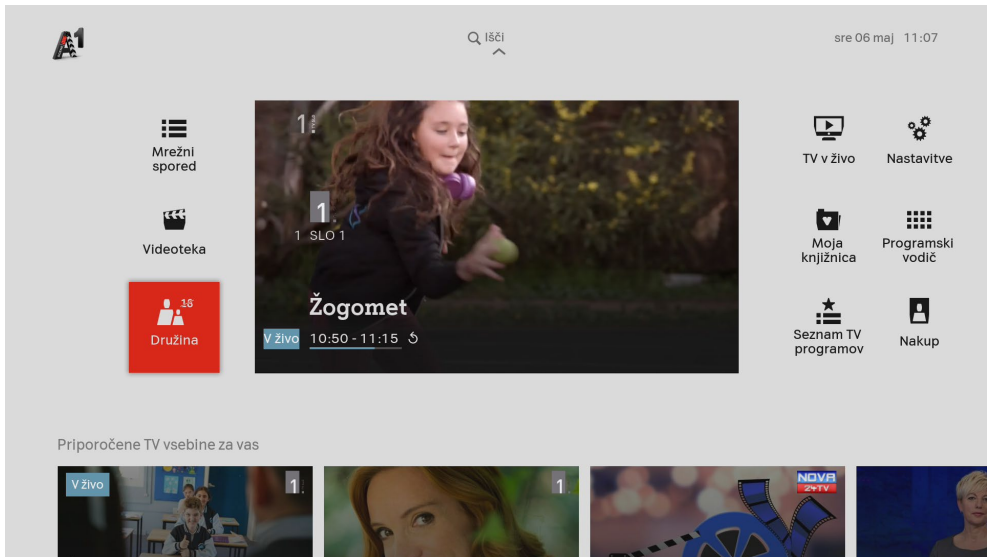 A1
Išči
sre 06 maj 11:07
Mrežni
spored
Videoteka
18
Družina
1
1
1 SLO 1
Žogomet
V živo 10:50 - 11:15
TV v živo
Nastavitve
Moja
knjižnica
Programski
vodič
Seznam TV
programov
Nakup
Priporočene TV vsebine za vas
V živo
1
1
NOVA
24TV